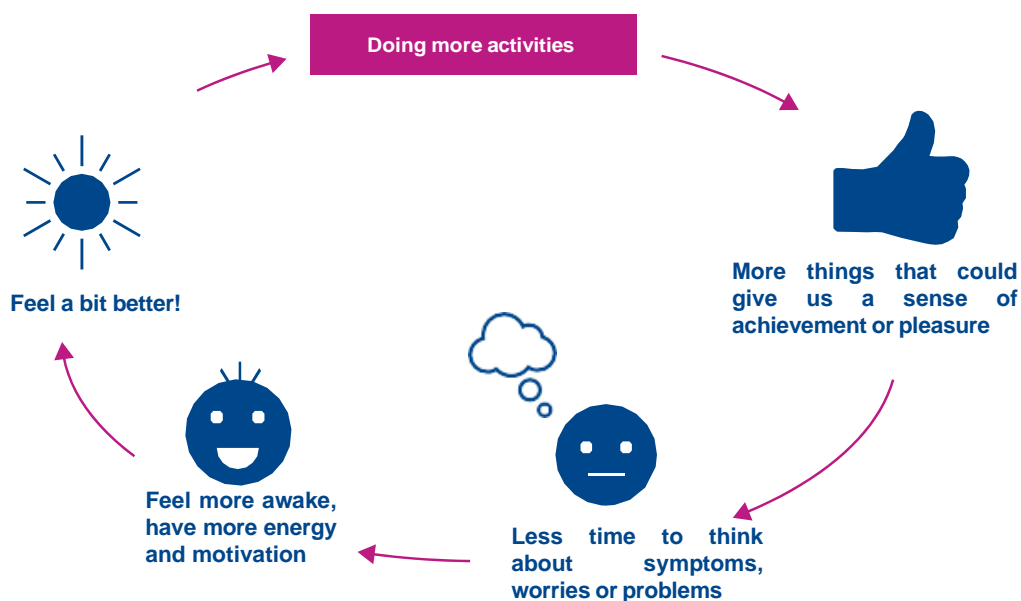 Doing more activities
More things that could
give us a sense of
achievement or pleasure
Less time to think
about symptoms,
worries or problems
Feel more awake,
have more energy
and motivation
Feel a bit better!